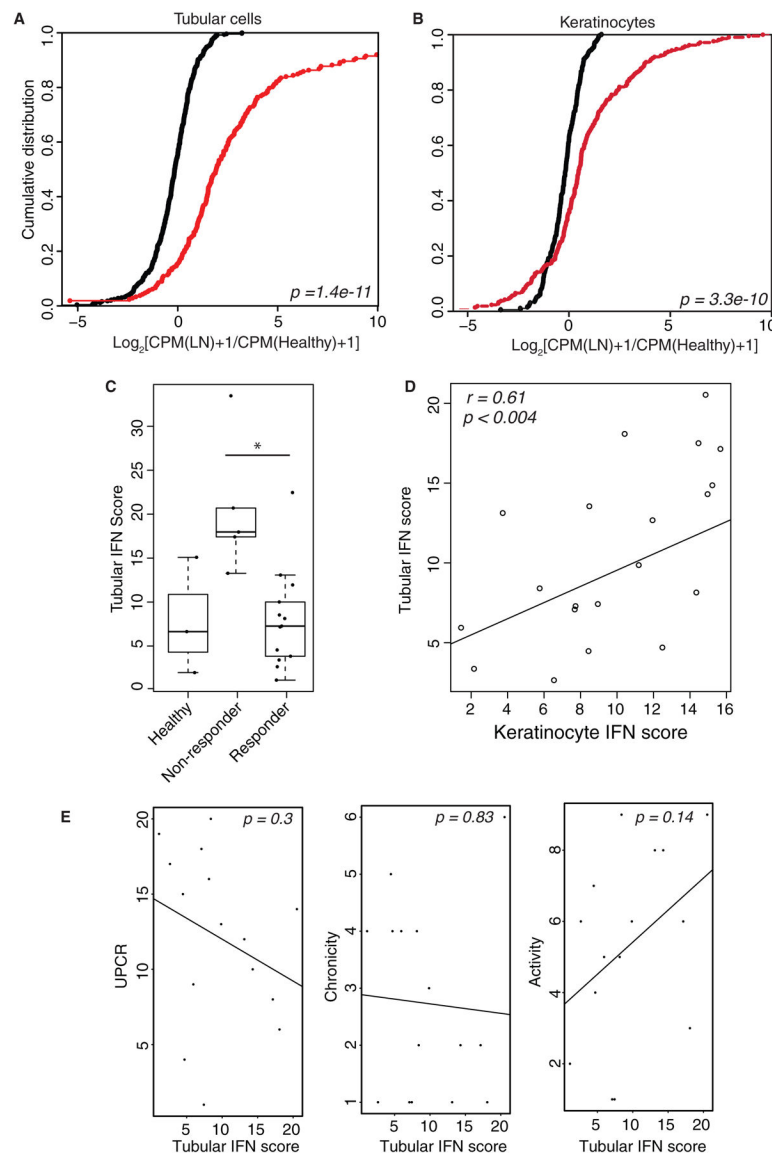 A
Tubular cells
Cumulative distribution
0.0
0.2
0.4
0.6
0.8
1.0
p =1.4e-11
−5
0
5
10
Log2[CPM(LN)+1/CPM(Healthy)+1]
B
Keratinocytes
0.0
0.2
0.4
0.6
0.8
1.0
p = 3.3e-10
−5
0
5
10
Log2[CPM(LN)+1/CPM(Healthy)+1]
C
Tubular IFN Score
0
5
10
15
20
25
30
*
Healthy
Non-responder
Responder
D
r = 0.61
p < 0.004
Tubular IFN score
5
10
15
20
2
4
6
8
10
12
14
16
Keratinocyte IFN score
E
p = 0.3
UPCR
5
10
15
20
5
10
15
20
Tubular IFN score
p = 0.83
Chronicity
1
2
3
4
5
6
5
10
15
20
Tubular IFN score
p = 0.14
Activity
2
4
6
8
5
10
15
20
Tubular IFN score